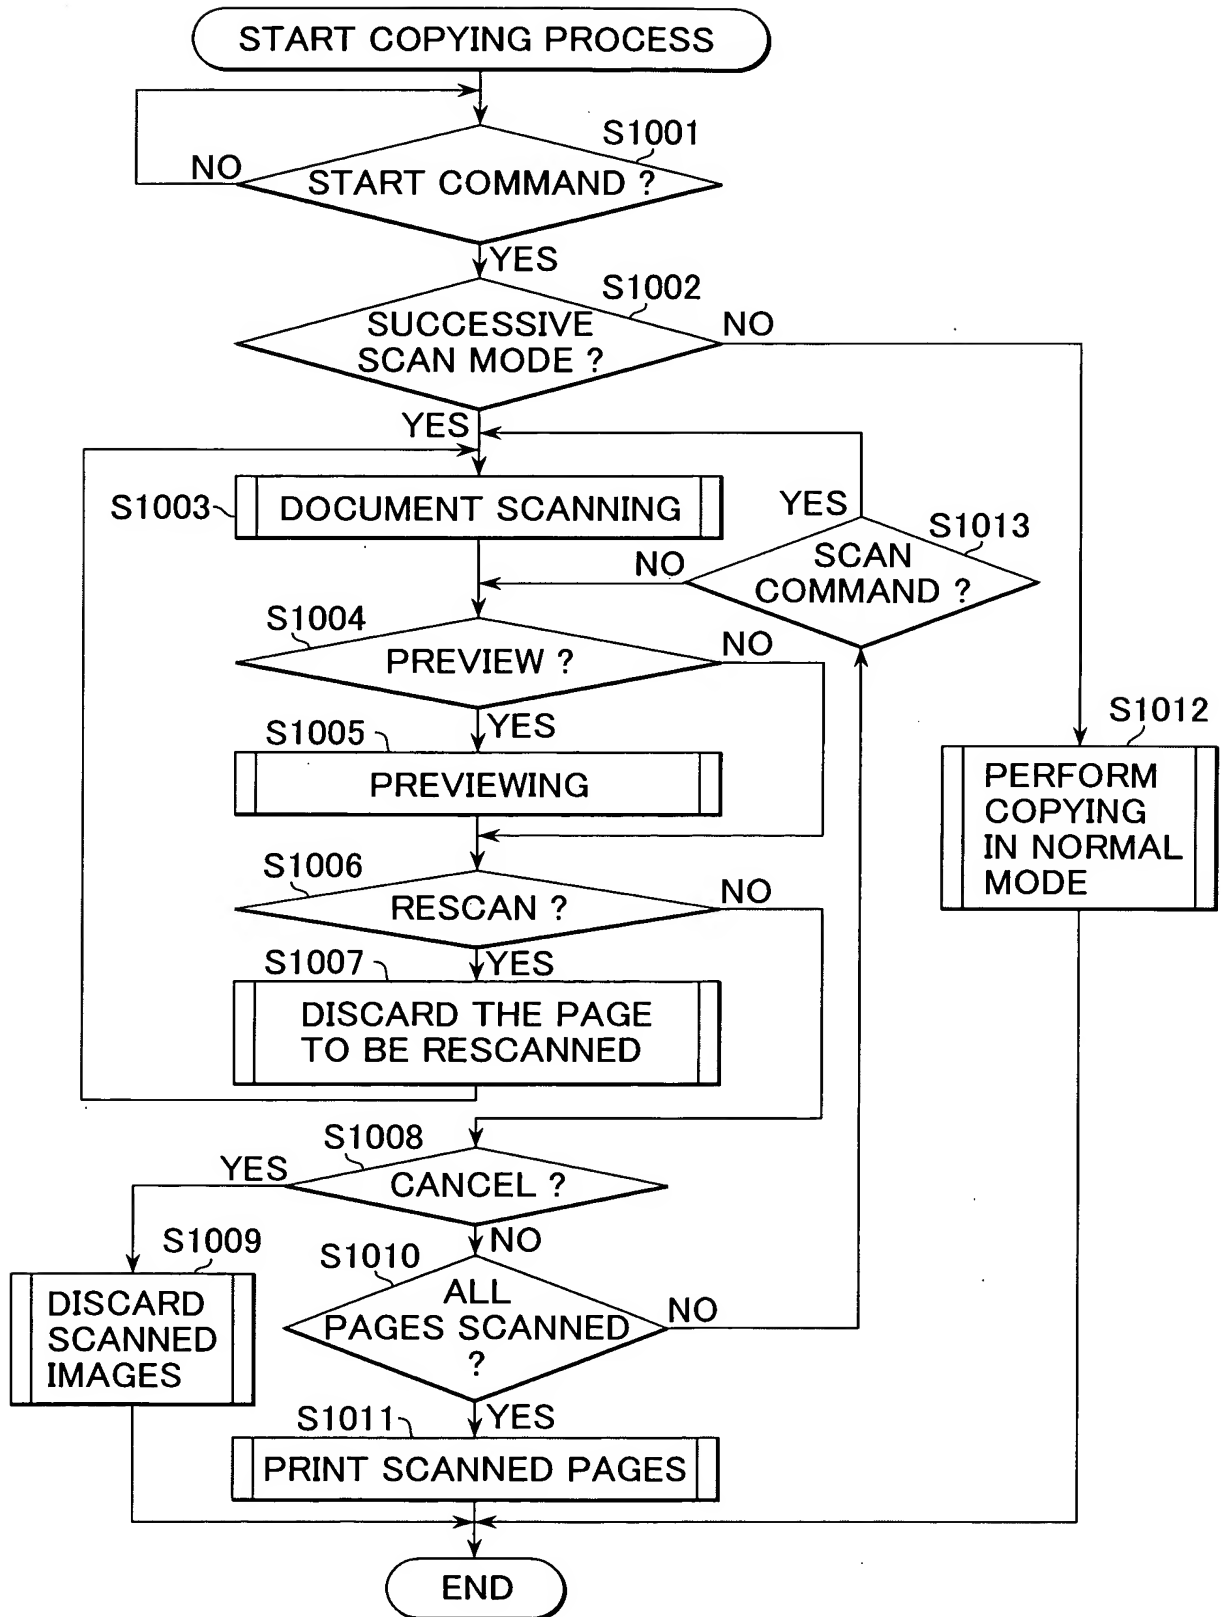 START COPYING PROCESS
S1001
NO
START COMMAND ?
YES
S1002
SUCCESSIVE
SCAN MODE ?
NO
YES
S1003
DOCUMENT SCANNING
YES
S1013
SCAN
COMMAND ?
NO
S1004
PREVIEW ?
NO
YES
S1005
PREVIEWING
S1012
PERFORM
COPYING
IN NORMAL
MODE
S1006
RESCAN ?
NO
YES
S1007
DISCARD THE PAGE
TO BE RESCANNED
S1008
YES
CANCEL ?
NO
S1009
DISCARD
SCANNED
IMAGES
S1010
ALL
PAGES SCANNED
?
NO
YES
S1011
PRINT SCANNED PAGES
END